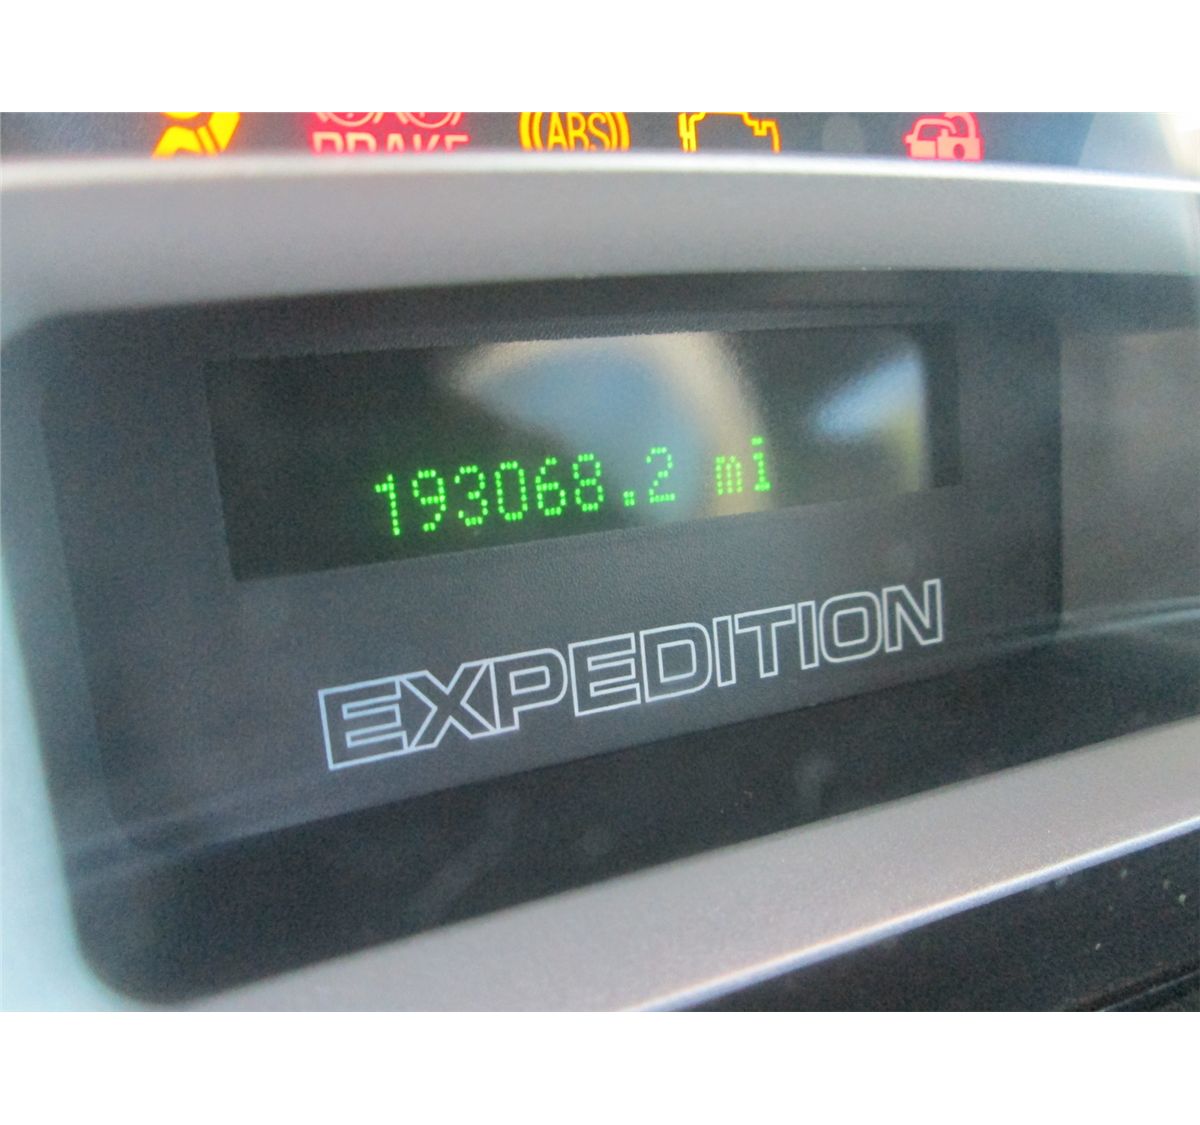 BRAKE ABS
193068.2 mi
EXPEDITION